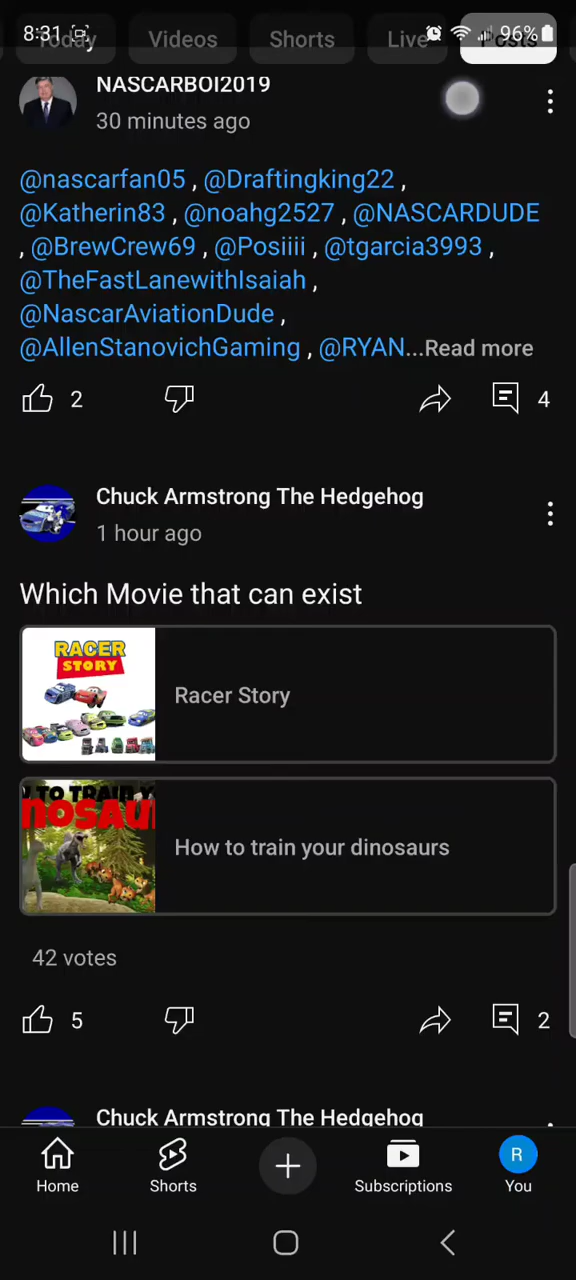 8:31 96%
Today Videos Shorts Live Posts
NASCARBOI2019
30 minutes ago
@nascarfan05 , @Draftingking22 ,
@Katherin83 , @noahg2527 , @NASCARDUDE
, @BrewCrew69 , @Posiiii , @tgarcia3993 ,
@TheFastLanewithIsaiah ,
@NascarAviationDude ,
@AllenStanovichGaming , @RYAN...Read more
2 4
Chuck Armstrong The Hedgehog
1 hour ago
Which Movie that can exist
RACER
STORY
Racer Story
TO TRAIN
How to train your dinosaurs
42 votes
5 2
Chuck Armstrong The Hedgehog
Home Shorts Subscriptions You
R